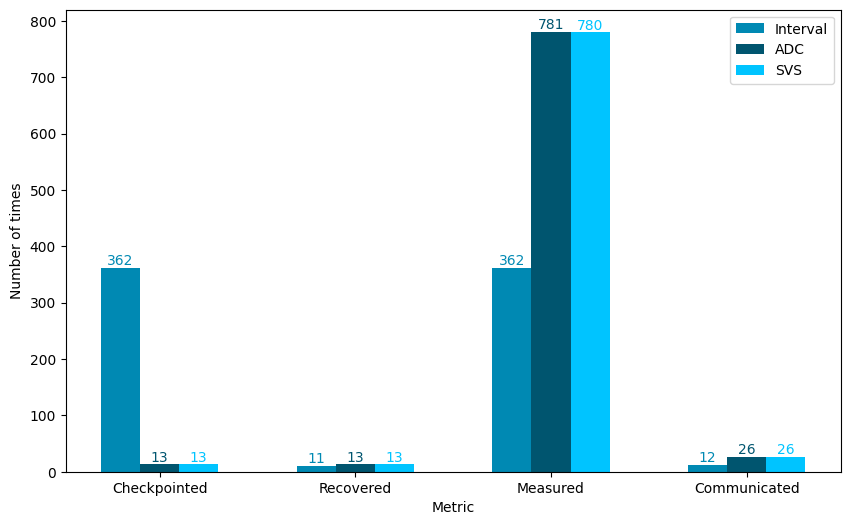 Number of times
800
700
600
500
400
300
200
100
0
362
13
13
11
13
13
362
781
780
12
26
26
Interval
ADC
SVS
Checkpointed
Recovered
Measured
Communicated
Metric